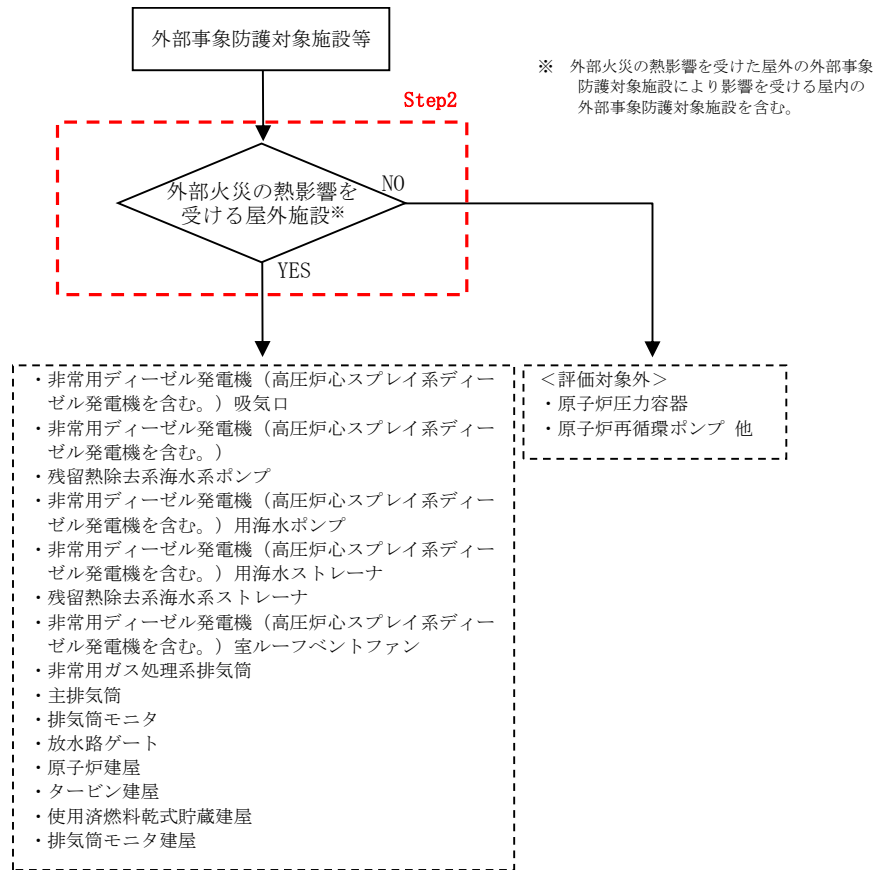 外部事象防護対象施設等
※ 外部火災の熱影響を受けた屋外の外部事象
防護対象施設により影響を受ける屋内の
外部事象防護対象施設を含む。
Step2
外部火災の熱影響を
受ける屋外施設※
NO
YES
・非常用ディーゼル発電機（高圧炉心スプレイ系ディー
ゼル発電機を含む。）吸気口
・非常用ディーゼル発電機（高圧炉心スプレイ系ディー
ゼル発電機を含む。）
・残留熱除去系海水系ポンプ
・非常用ディーゼル発電機（高圧炉心スプレイ系ディー
ゼル発電機を含む。）用海水ポンプ
・非常用ディーゼル発電機（高圧炉心スプレイ系ディー
ゼル発電機を含む。）用海水ストレーナ
・残留熱除去系海水系ストレーナ
・非常用ディーゼル発電機（高圧炉心スプレイ系ディー
ゼル発電機を含む。）室ルーフベントファン
・非常用ガス処理系排気筒
・主排気筒
・排気筒モニタ
・放水路ゲート
・原子炉建屋
・タービン建屋
・使用済燃料乾式貯蔵建屋
・排気筒モニタ建屋
＜評価対象外＞
・原子炉圧力容器
・原子炉再循環ポンプ 他